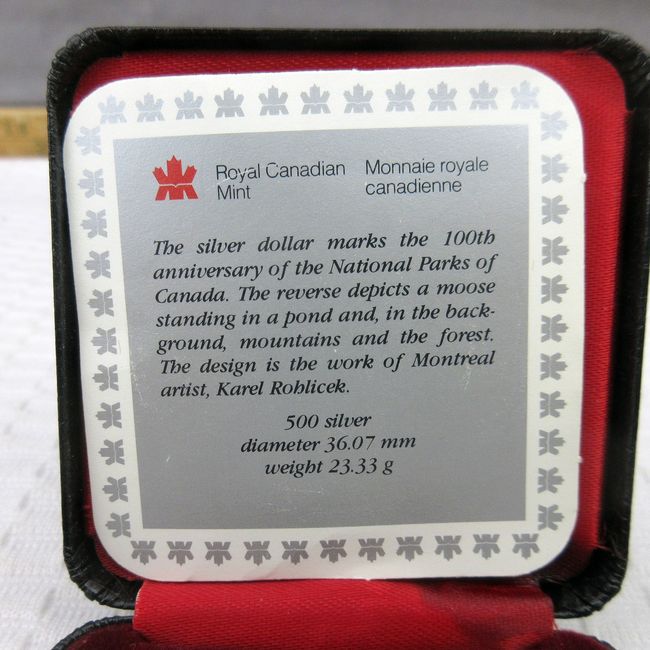 Royal Canadian Mint
Monnaie royale canadienne
The silver dollar marks the 100th
anniversary of the National Parks of
Canada. The reverse depicts a moose
standing in a pond and, in the back-
ground, mountains and the forest.
The design is the work of Montreal
artist, Karel Rohlicek.
500 silver
diameter 36.07 mm
weight 23.33 g